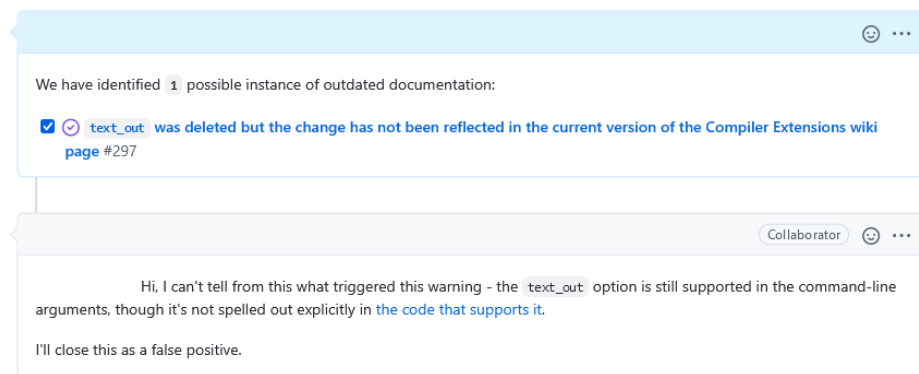 We have identified 1 possible instance of outdated documentation:
text_out was deleted but the change has not been reflected in the current version of the Compiler Extensions wiki
page #297
Collaborator
Hi, I can't tell from this what triggered this warning - the text_out option is still supported in the command-line
arguments, though it's not spelled out explicitly in the code that supports it.
I'll close this as a false positive.